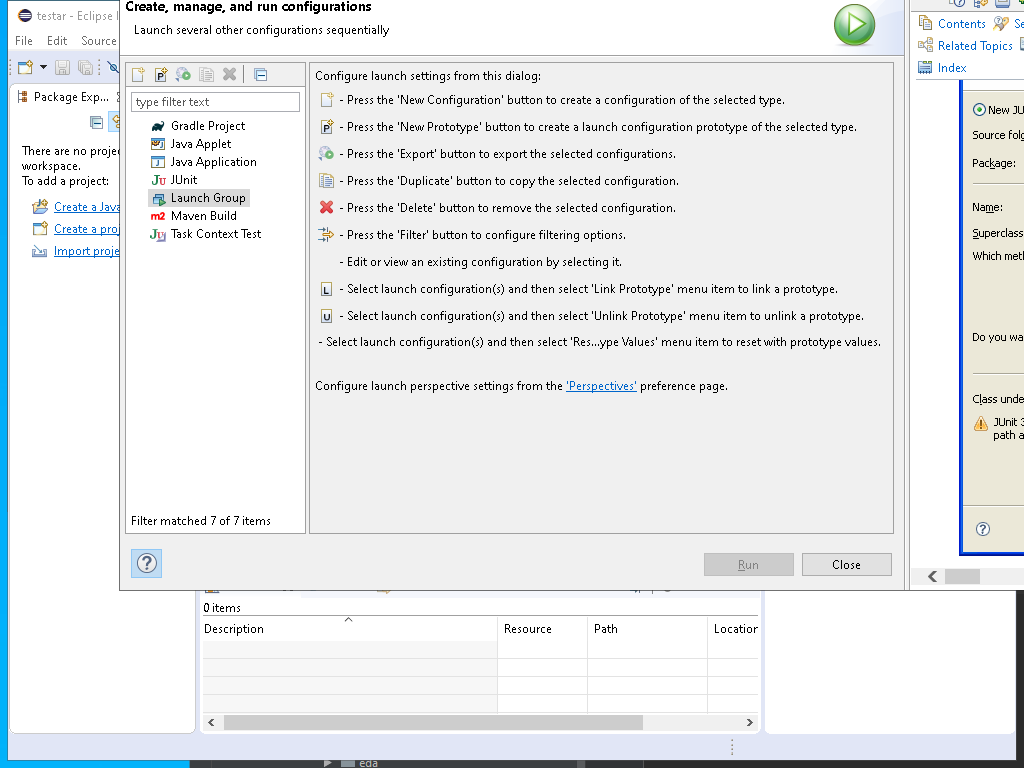 testar - Eclipse I
File Edit Source
Package Exp...
There are no proje
workspace.
To add a project:
Create a Java
Create a proj
Import proje
Create, manage, and run configurations
Launch several other configurations sequentially
type filter text
Gradle Project
Java Applet
Java Application
JUnit
Launch Group
Maven Build
Task Context Test
Filter matched 7 of 7 items
Configure launch settings from this dialog:
- Press the 'New Configuration' button to create a configuration of the selected type.
- Press the 'New Prototype' button to create a launch configuration prototype of the selected type.
- Press the 'Export' button to export the selected configurations.
- Press the 'Duplicate' button to copy the selected configuration.
- Press the 'Delete' button to remove the selected configuration.
- Press the 'Filter' button to configure filtering options.
- Edit or view an existing configuration by selecting it.
- Select launch configuration(s) and then select 'Link Prototype' menu item to link a prototype.
- Select launch configuration(s) and then select 'Unlink Prototype' menu item to unlink a prototype.
- Select launch configuration(s) and then select 'Res...ype Values' menu item to reset with prototype values.
Configure launch perspective settings from the 'Perspectives' preference page.
Run
Close
Contents
Se
Related Topics
Index
New JU
Source folg
Package:
Name:
Superclass
Which meth
Do you wa
Class unde
JUnit 3
path a
0 items
Description
Resource
Path
Location
eda